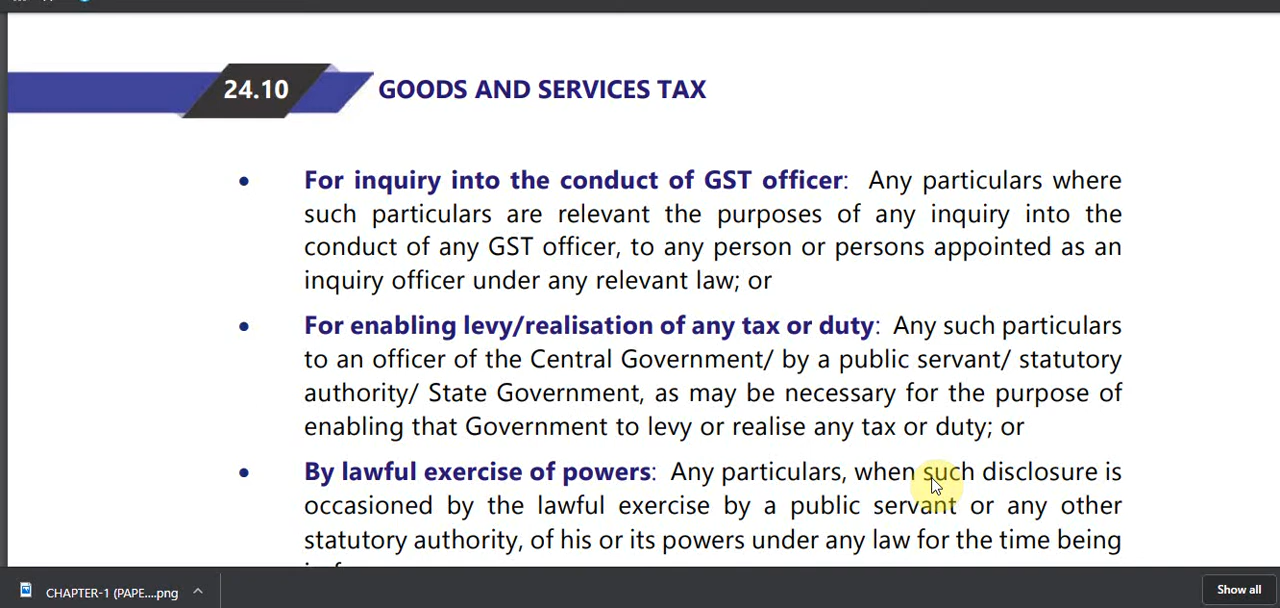 24.10 GOODS AND SERVICES TAX
• For inquiry into the conduct of GST officer: Any particulars where
such particulars are relevant the purposes of any inquiry into the
conduct of any GST officer, to any person or persons appointed as an
inquiry officer under any relevant law; or
• For enabling levy/realisation of any tax or duty: Any such particulars
to an officer of the Central Government/ by a public servant/ statutory
authority/ State Government, as may be necessary for the purpose of
enabling that Government to levy or realise any tax or duty; or
• By lawful exercise of powers: Any particulars, when such disclosure is
occasioned by the lawful exercise by a public servant or any other
statutory authority, of his or its powers under any law for the time being
CHAPTER-1 (PAPE....png
Show all